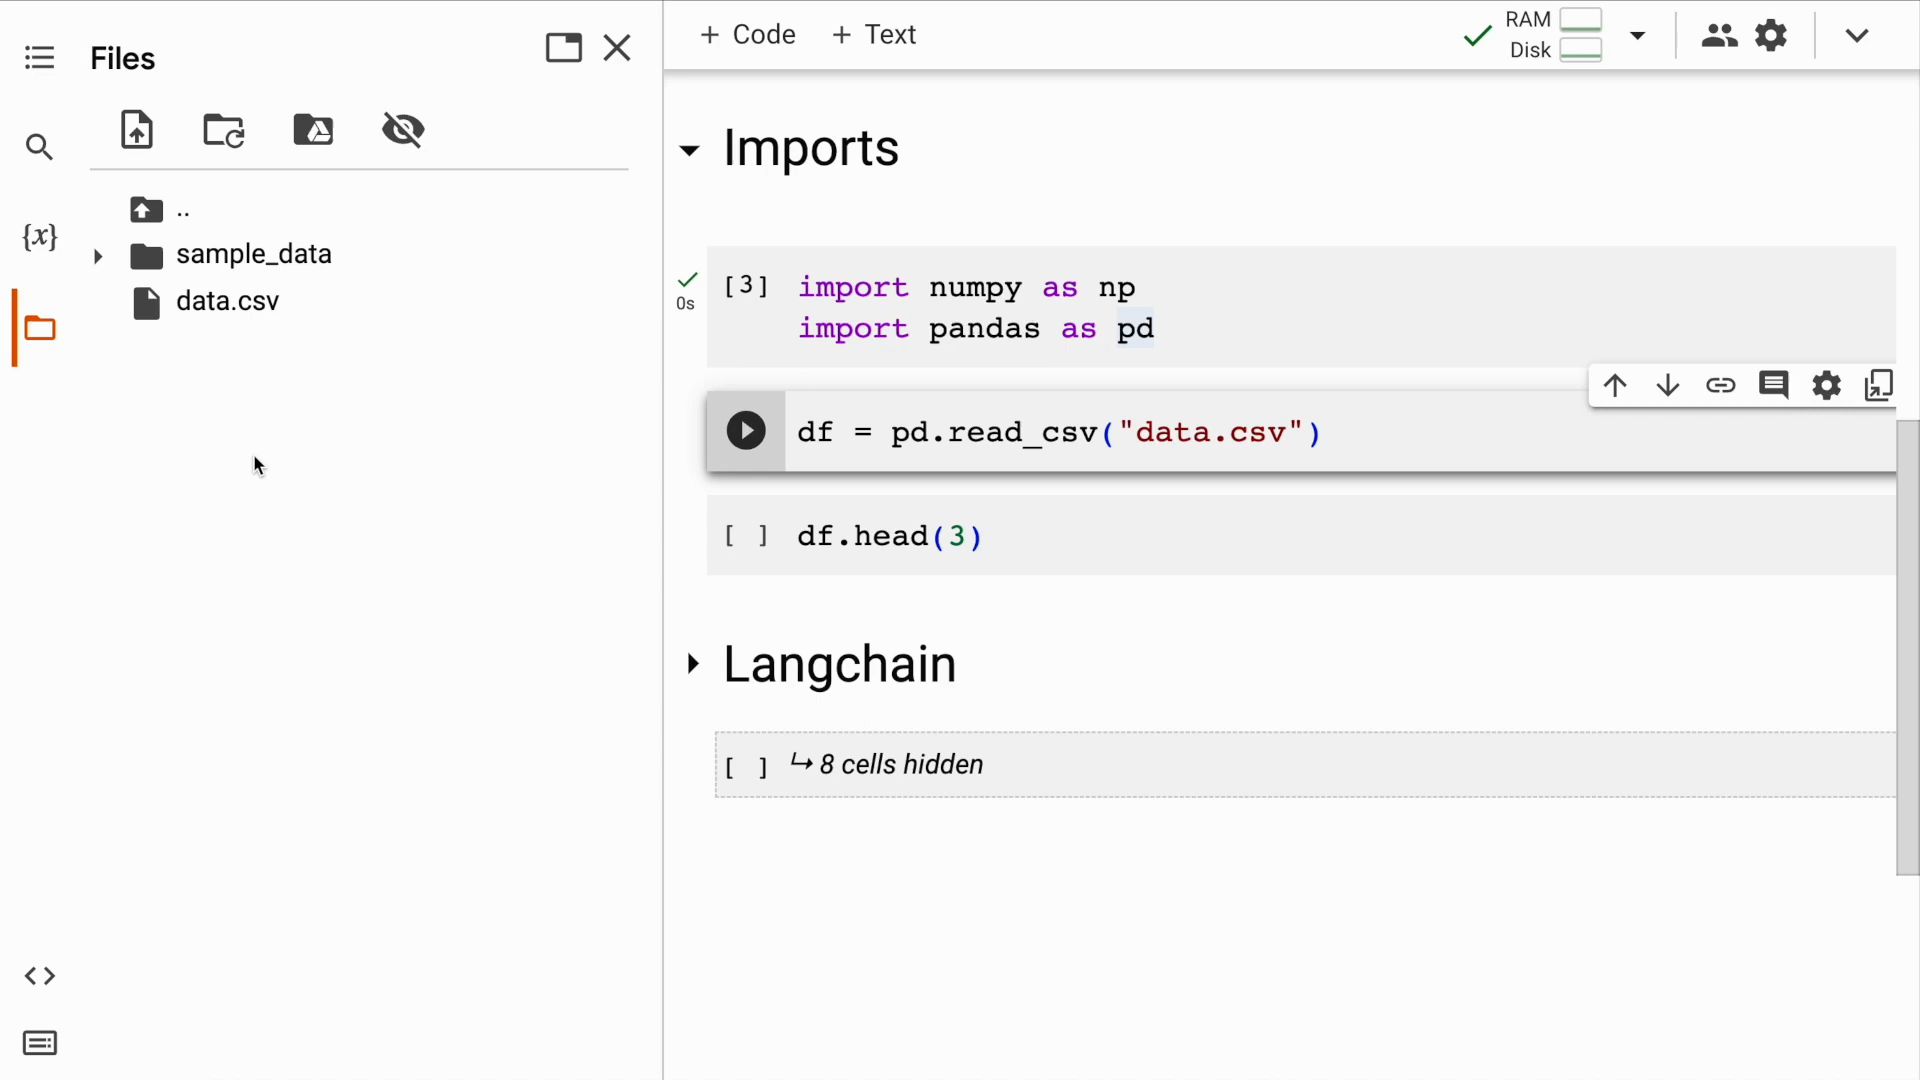 Files
{x}
..
sample_data
data.csv
+ Code
+ Text
RAM
Disk
Imports
0s
[3]
import numpy as np
import pandas as pd
df = pd.read_csv("data.csv")
[ ]
df.head(3)
Langchain
[ ]
↳ 8 cells hidden
<>